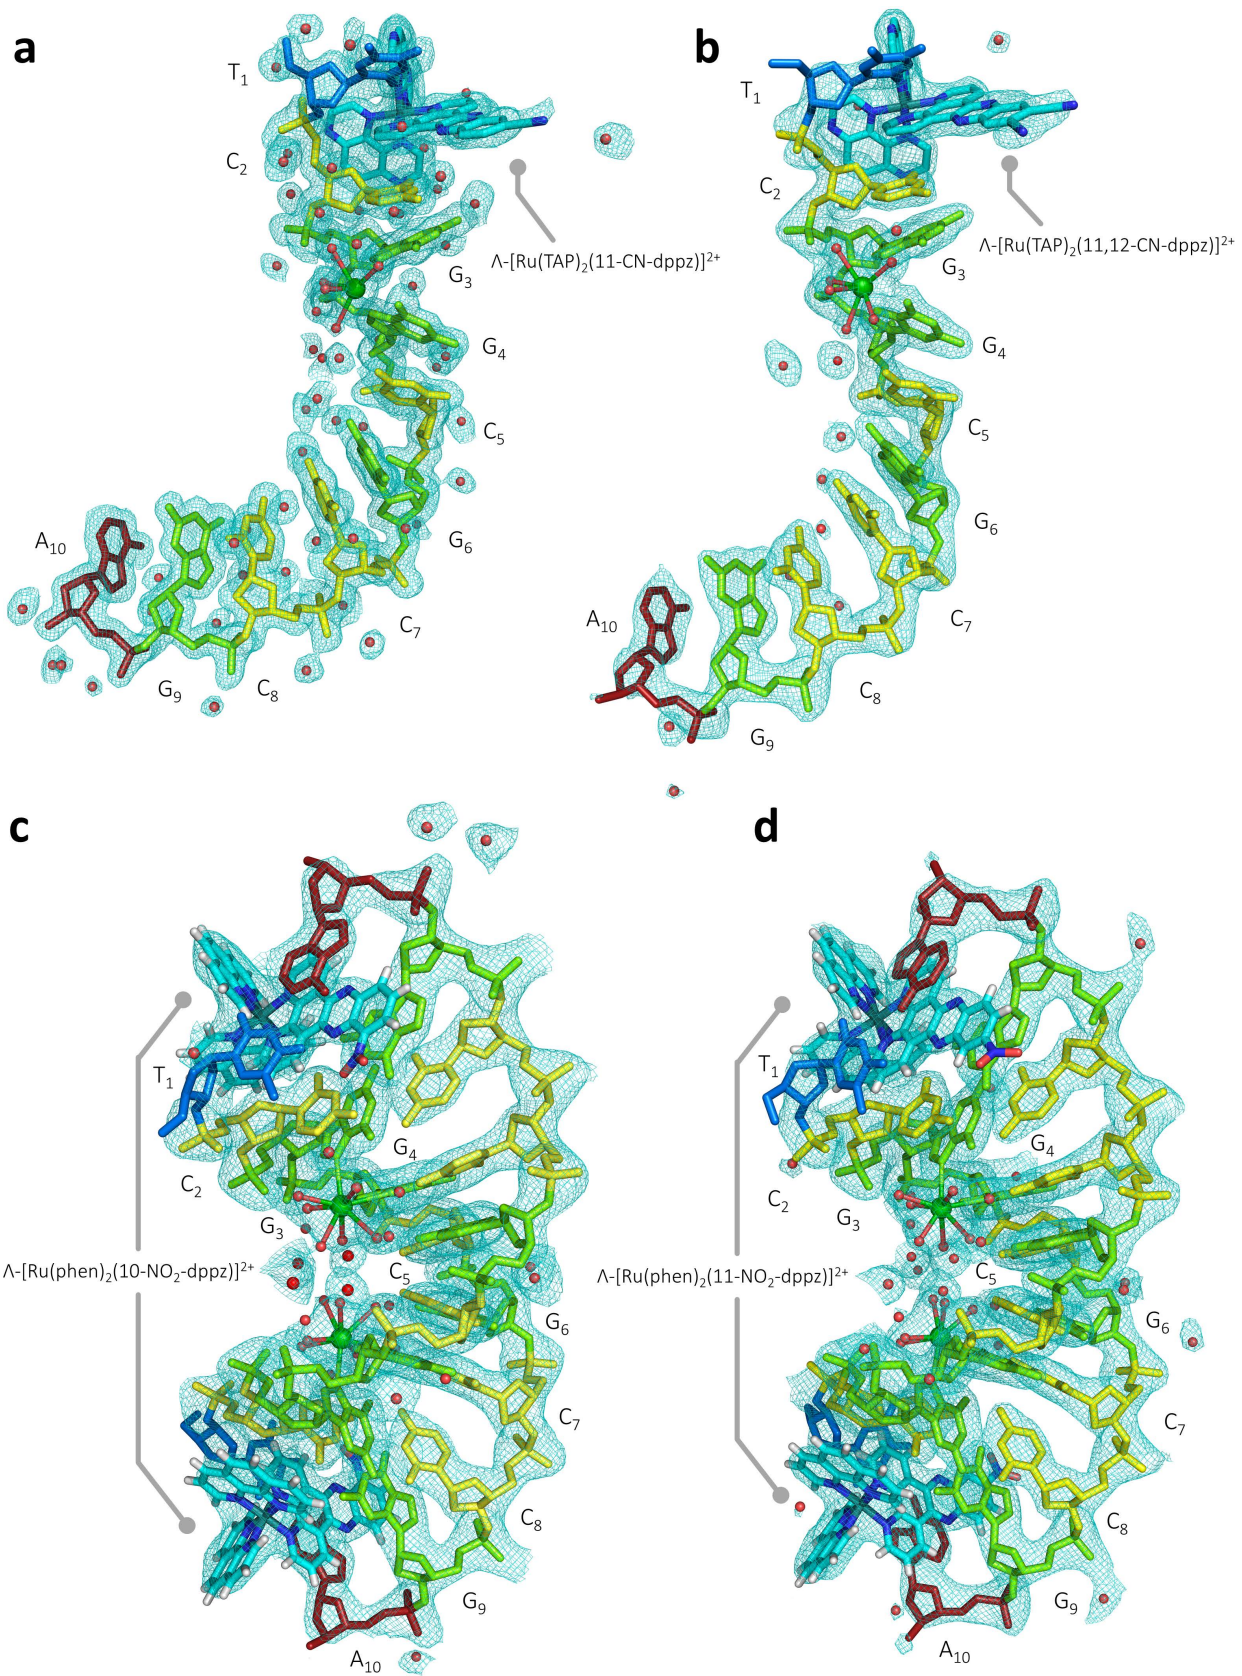 a
T₁
C₂
Λ-[Ru(TAP)₂(11-CN-dppz)]²⁺
G₃
G₄
C₅
G₆
A₁₀
C₇
G₉
C₈
b
T₁
C₂
Λ-[Ru(TAP)₂(11,12-CN-dppz)]²⁺
G₃
G₄
C₅
G₆
A₁₀
C₇
C₈
G₉
c
T₁
G₄
C₂
G₃
Λ-[Ru(phen)₂(10-NO₂-dppz)]²⁺
C₅
G₆
C₇
C₈
G₉
A₁₀
d
T₁
G₄
C₂
G₃
Λ-[Ru(phen)₂(11-NO₂-dppz)]²⁺
C₅
G₆
C₇
C₈
G₉
A₁₀